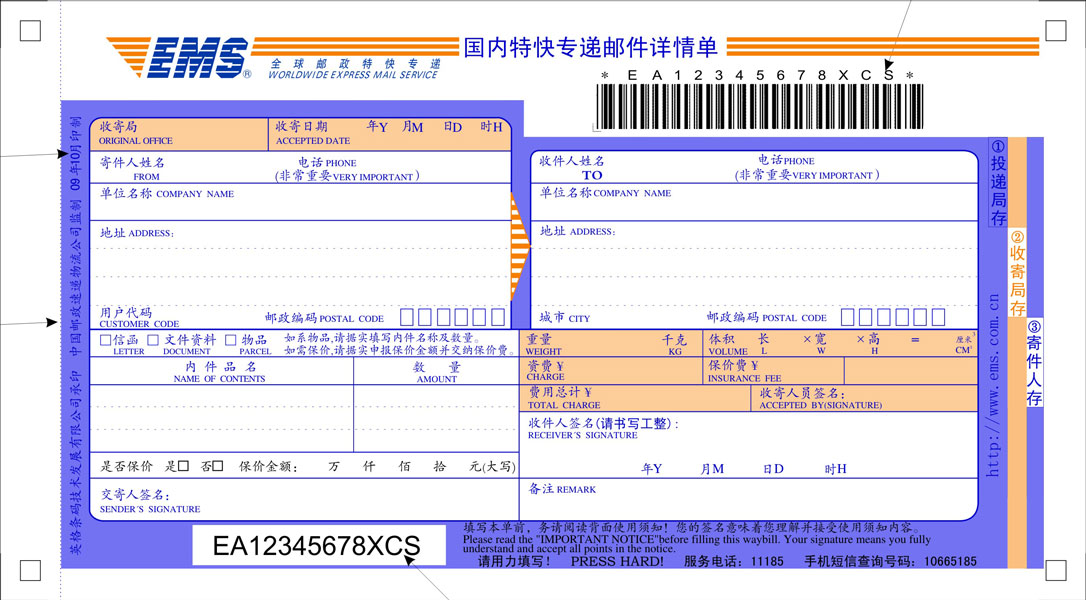 EMS®
全球邮政特快专递
WORLDWIDE EXPRESS MAIL SERVICE
国内特快专递邮件详情单
* E A 1 2 3 4 5 6 7 8 X C S *
收寄局
ORIGINAL OFFICE
收寄日期 年Y 月M 日D 时H
ACCEPTED DATE
寄件人姓名
FROM
电话 PHONE
(非常重要VERY IMPORTANT )
单位名称 COMPANY NAME
地址 ADDRESS:
用户代码
CUSTOMER CODE
邮政编码 POSTAL CODE
收件人姓名
TO
电话PHONE
(非常重要VERY IMPORTANT )
单位名称 COMPANY NAME
地址 ADDRESS:
城市 CITY
邮政编码 POSTAL CODE
□信函 □ 文件资料 □ 物品
LETTER DOCUMENT PARCEL
如系物品,请据实填写内件名称及数量。
如需保价,请据实申报保价金额并交纳保价费。
内 件 品 名
NAME OF CONTENTS
数 量
AMOUNT
是否保价 是□ 否□ 保价金额: 万 仟 佰 拾 元(大写)
交寄人签名:
SENDER´S SIGNATURE
重量 千克
WEIGHT KG
体积 长 ×宽 ×高 = 厘米3
VOLUME L W H CM3
资费¥
CHARGE
保价费¥
INSURANCE FEE
费用总计¥
TOTAL CHARGE
收寄人员签名:
ACCEPTED BY(SIGNATURE)
收件人签名(请书写工整) :
RECEIVER´S SIGNATURE
年Y 月M 日D 时H
备注 REMARK
EA12345678XCS
填写本单前，务请阅读背面使用须知！您的签名意味着您理解并接受使用须知内容。
Please read the "IMPORTANT NOTICE"before filling this waybill. Your signature means you fully
understand and accept all points in the notice.
请用力填写！ PRESS HARD! 服务电话：11185 手机短信查询号码：10665185
英格条码技术发展有限公司承印 中国邮政速递物流公司监制 09 年10月印制
http://www.ems.com.cn
①投递局存
②收寄局存
③寄件人存